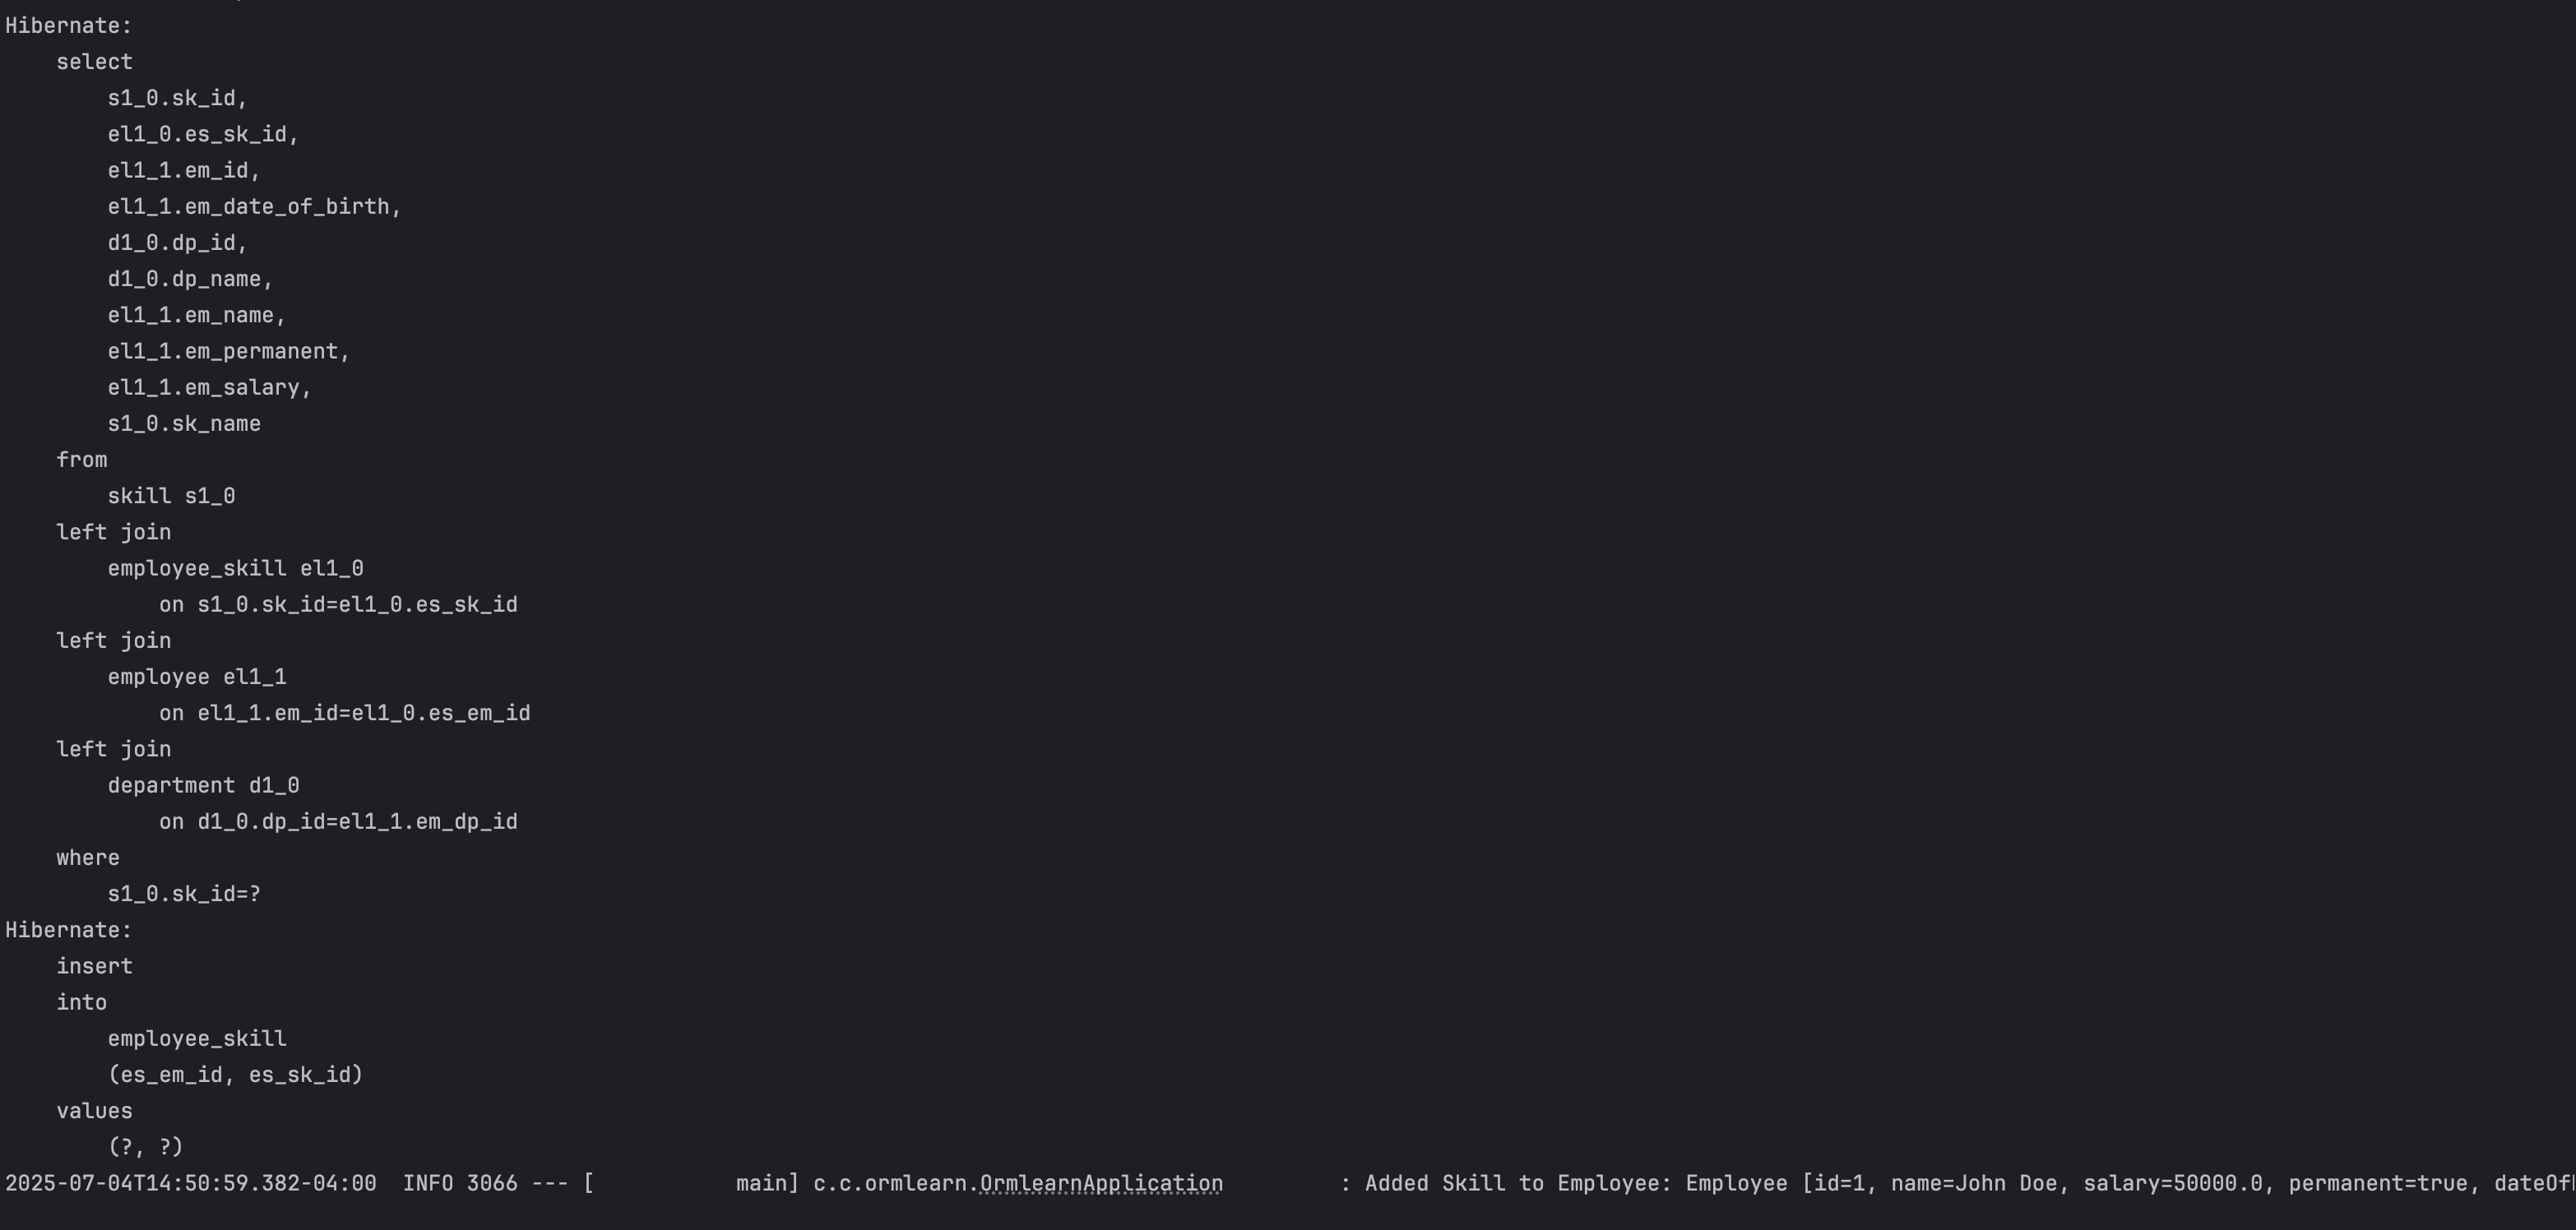 Hibernate:
    select
        s1_0.sk_id,
        el1_0.es_sk_id,
        el1_1.em_id,
        el1_1.em_date_of_birth,
        d1_0.dp_id,
        d1_0.dp_name,
        el1_1.em_name,
        el1_1.em_permanent,
        el1_1.em_salary,
        s1_0.sk_name
    from
        skill s1_0
    left join
        employee_skill el1_0
            on s1_0.sk_id=el1_0.es_sk_id
    left join
        employee el1_1
            on el1_1.em_id=el1_0.es_em_id
    left join
        department d1_0
            on d1_0.dp_id=el1_1.em_dp_id
    where
        s1_0.sk_id=?
Hibernate:
    insert
    into
        employee_skill
        (es_em_id, es_sk_id)
    values
        (?, ?)
2025-07-04T14:50:59.382-04:00  INFO 3066 --- [           main] c.c.ormlearn.OrmlearnApplication         : Added Skill to Employee: Employee [id=1, name=John Doe, salary=50000.0, permanent=true, dateOf